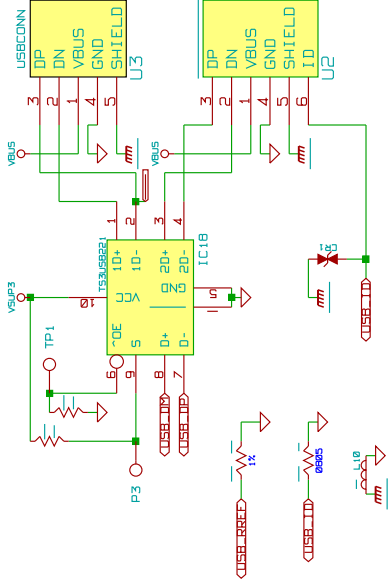 USBCONN
DP
DN
VBUS
GND
SHIELD
U3
3
2
1
4
5
DP
DN
VBUS
GND
SHIELD
ID
U2
3
2
1
4
5
6
VBUS
VBUS
1
2
3
4
TS3USB221
1D+
1D-
2D+
2D-
IC18
VCC
GND
10
5
1
^OE
S
D+
D-
6
9
8
7
VSUP3
TP1
P3
USB_DM
USB_DP
CR1
USB_ID
1%
USB_RREF
0805
USB_ID
L10